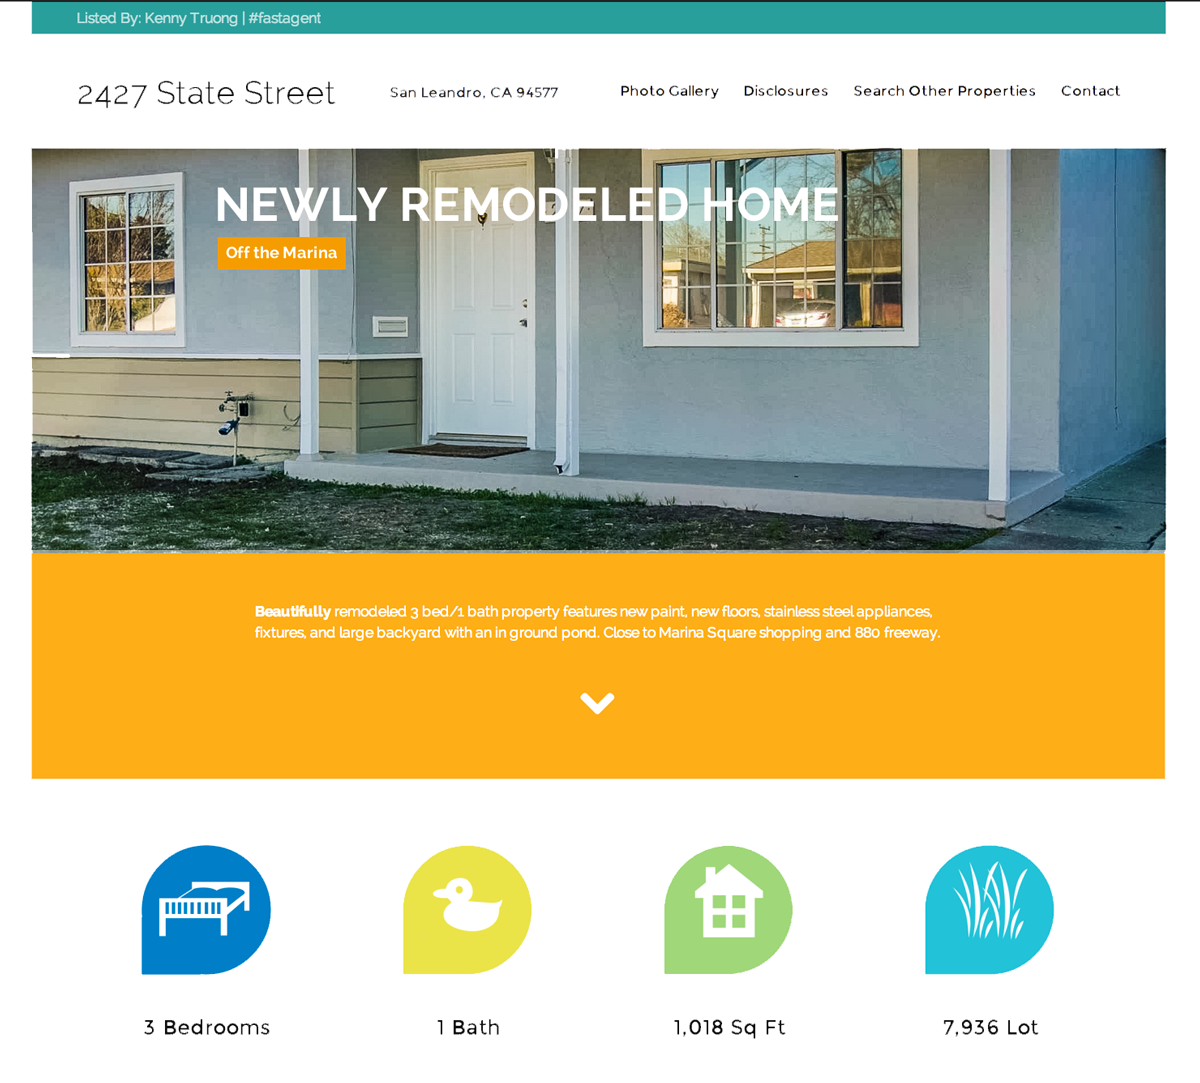 Listed By: Kenny Truong | #fastagent
2427 State Street
San Leandro, CA 94577
Photo Gallery
Disclosures
Search Other Properties
Contact
NEWLY REMODELED HOME
Off the Marina
Beautifully remodeled 3 bed/1 bath property features new paint, new floors, stainless steel appliances,
fixtures, and large backyard with an in ground pond. Close to Marina Square shopping and 880 freeway.
3 Bedrooms
1 Bath
1,018 Sq Ft
7,936 Lot